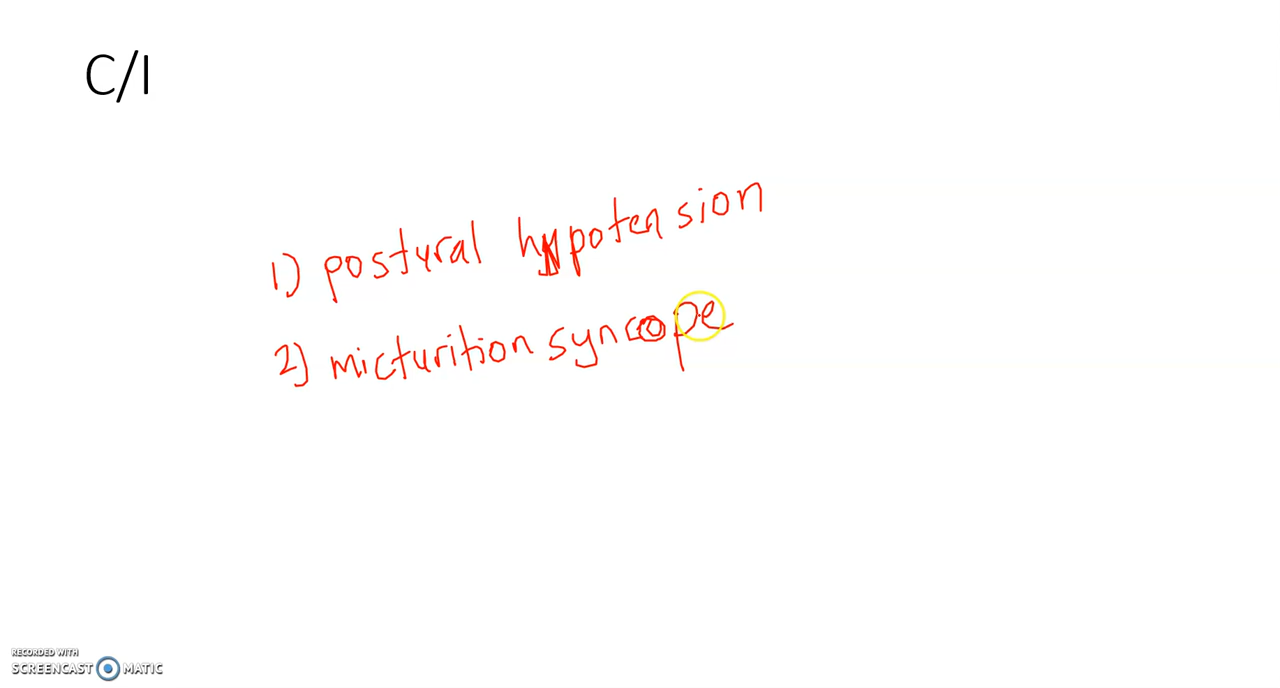 C/I
1) postural hypotension
2) micturition syncope
RECORDED WITH
SCREENCAST MATIC